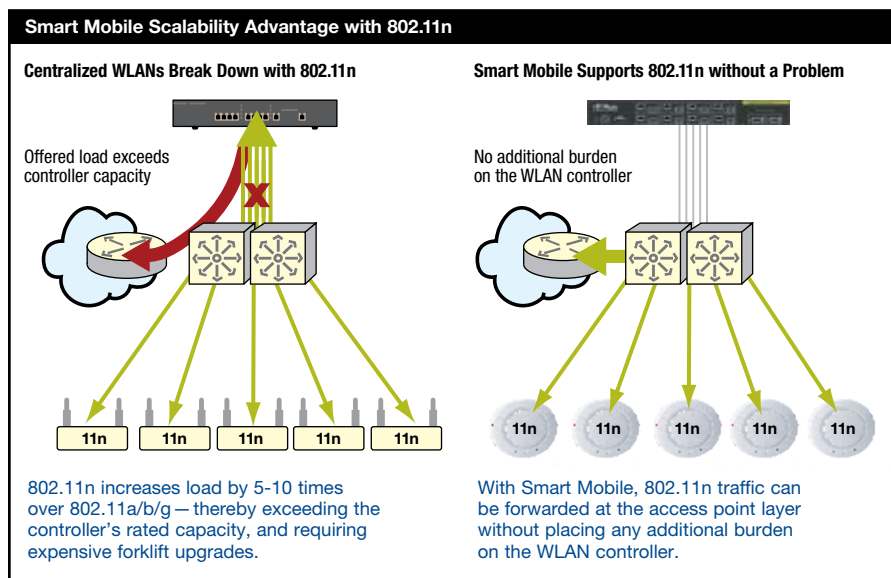 Smart Mobile Scalability Advantage with 802.11n
Centralized WLANs Break Down with 802.11n
Offered load exceeds
controller capacity
X
11n
11n
11n
11n
11n
802.11n increases load by 5-10 times
over 802.11a/b/g — thereby exceeding the
controller's rated capacity, and requiring
expensive forklift upgrades.
Smart Mobile Supports 802.11n without a Problem
No additional burden
on the WLAN controller
11n
11n
11n
11n
11n
With Smart Mobile, 802.11n traffic can
be forwarded at the access point layer
without placing any additional burden
on the WLAN controller.